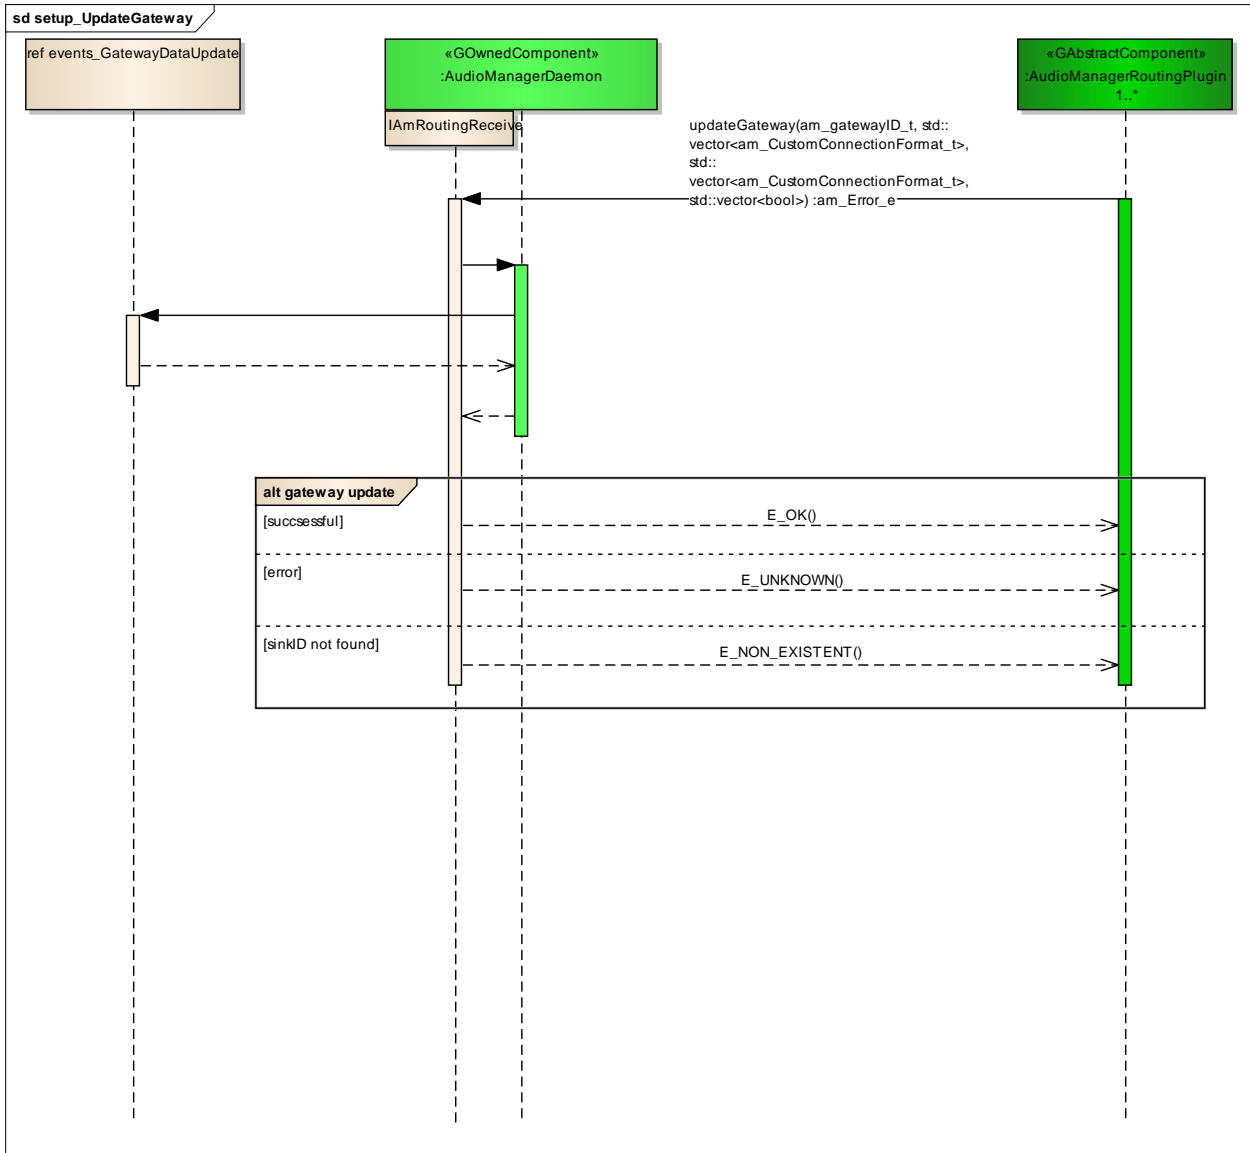 sd setup_UpdateGateway
ref events_GatewayDataUpdate
«GOwnedComponent»
:AudioManagerDaemon
«GAbstractComponent»
:AudioManagerRoutingPlugin
1..*
IAmRoutingReceive
updateGateway(am_gatewayID_t, std::
vector<am_CustomConnectionFormat_t>,
std::
vector<am_CustomConnectionFormat_t>,
std::vector<bool>) :am_Error_e
alt gateway update
[succsessful]
E_OK()
[error]
E_UNKNOWN()
[sinkID not found]
E_NON_EXISTENT()